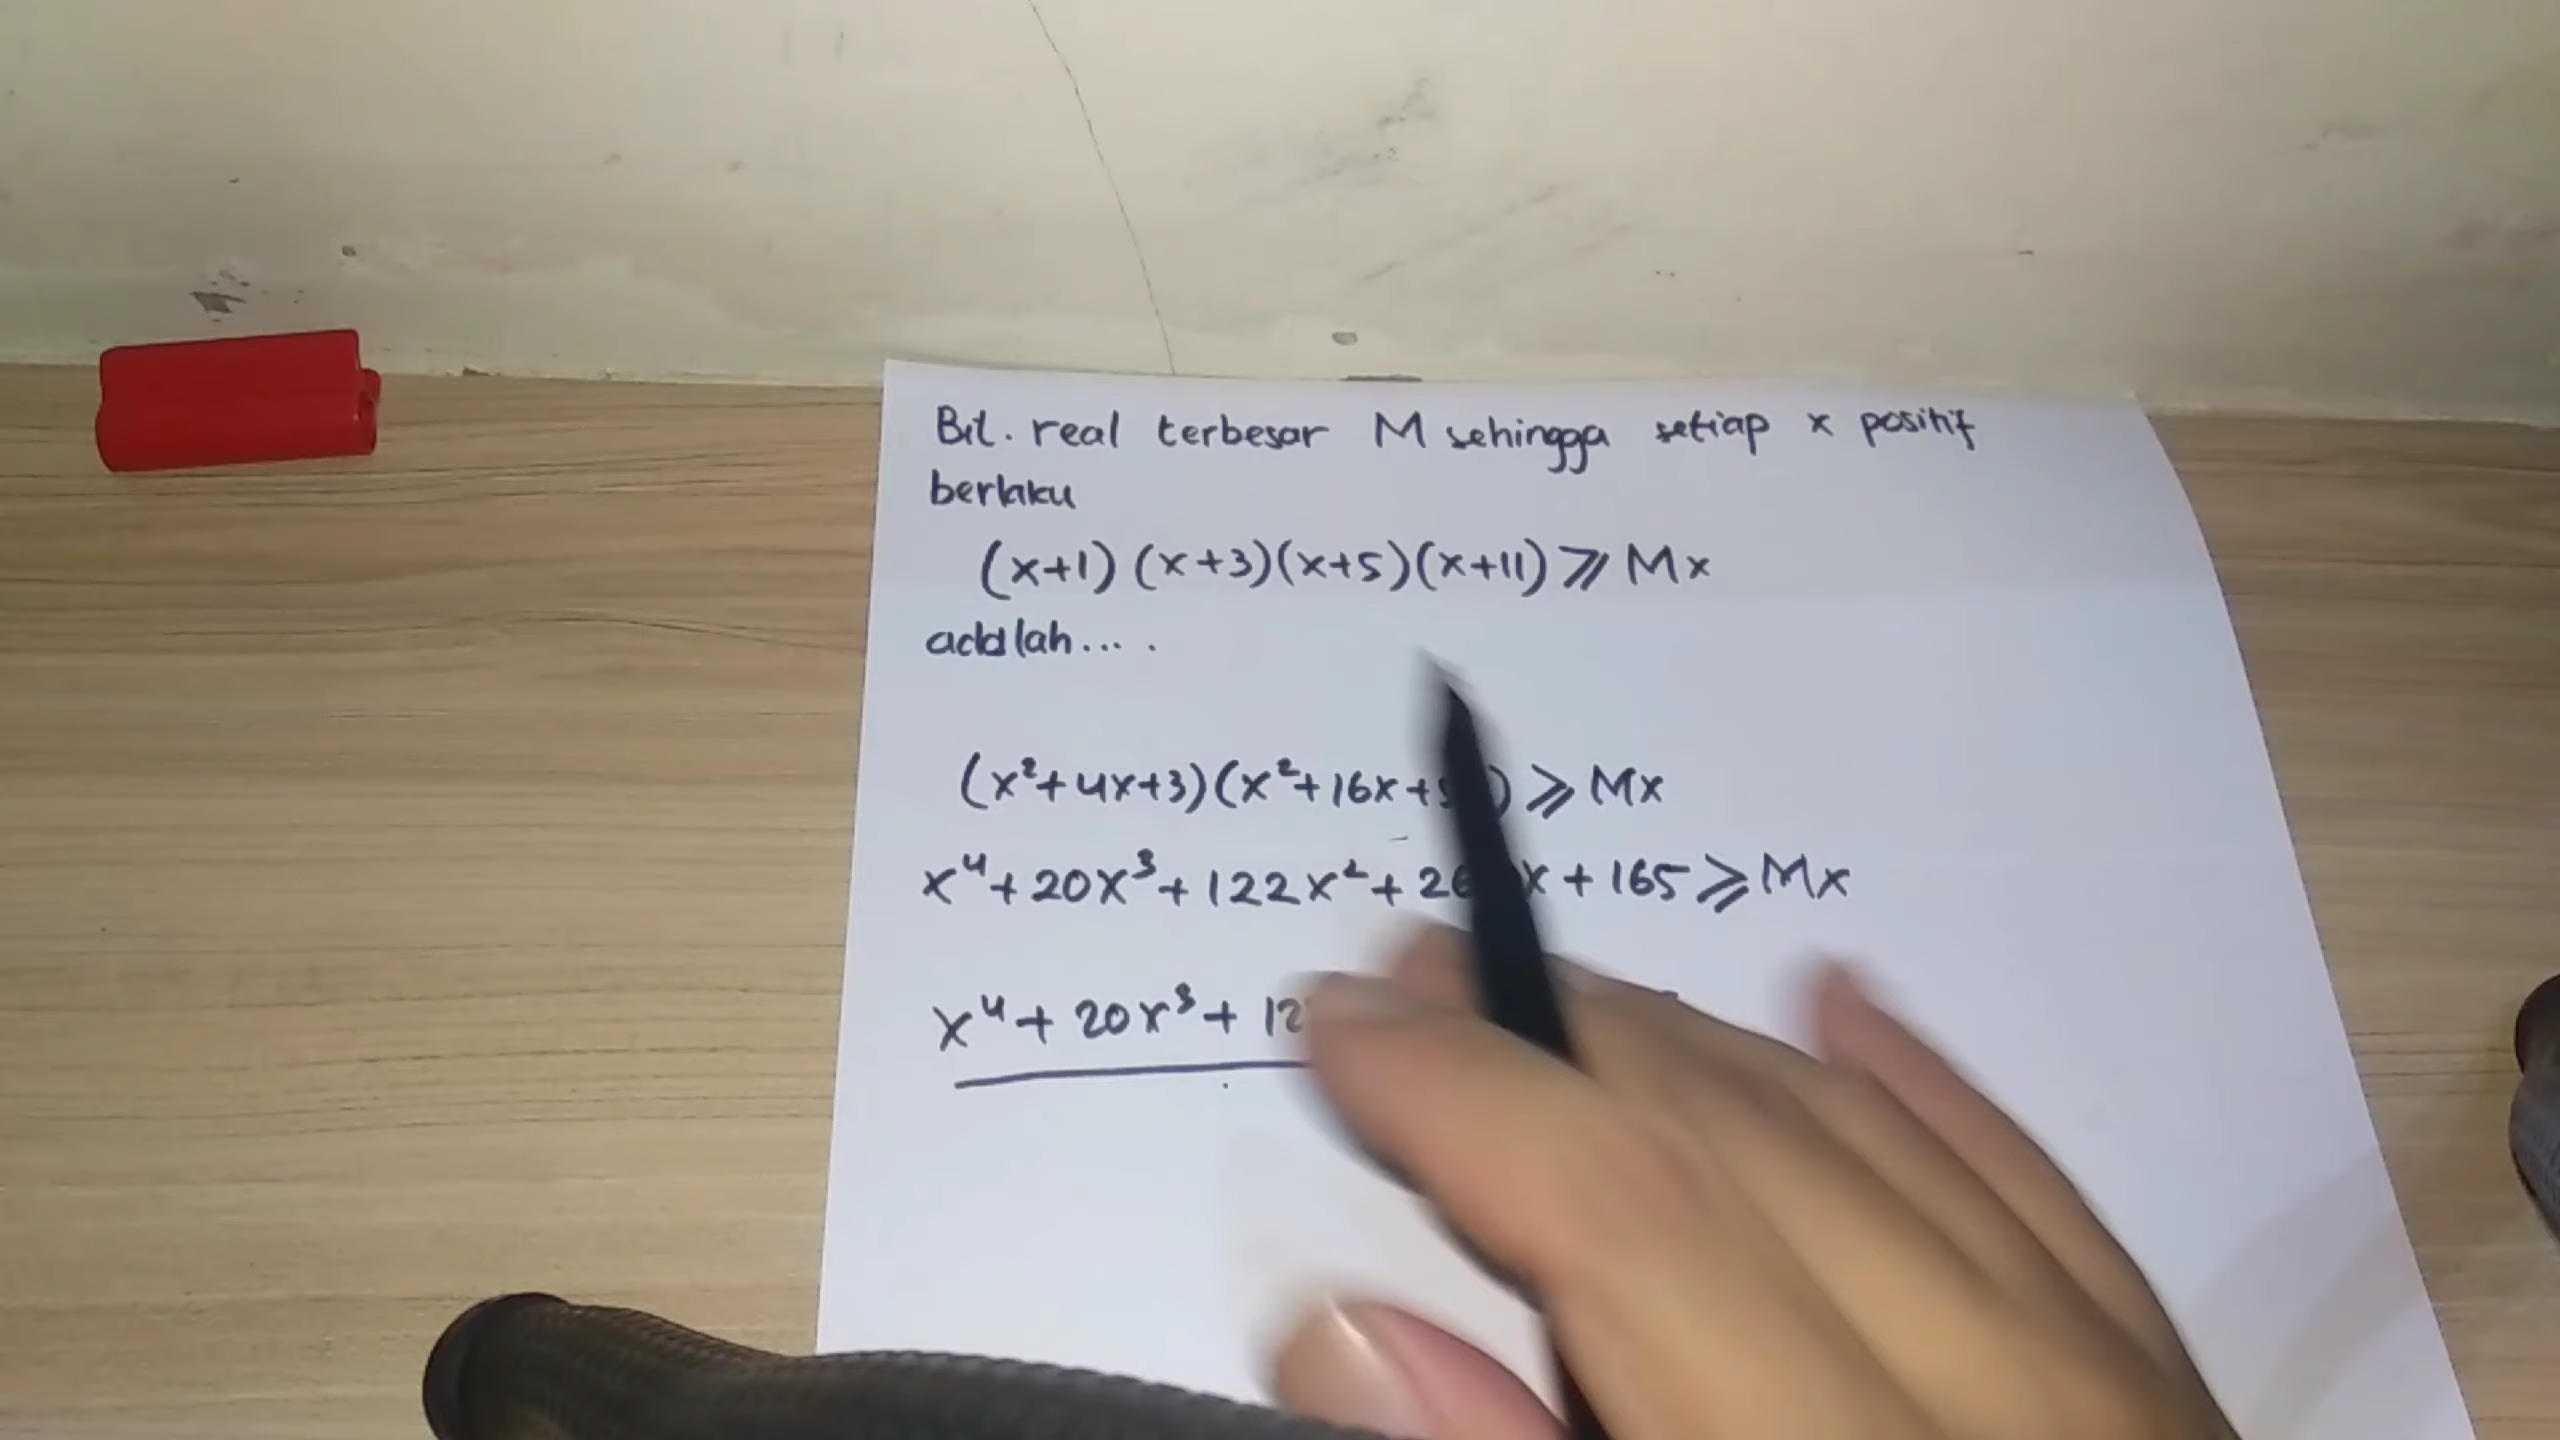 Bil. real terbesar M sehingga setiap x positif
berlaku
(x+1)(x+3)(x+5)(x+11) ⩾ Mx
adalah... .
(x²+4x+3)(x²+16x+ ) ⩾ Mx
x⁴+20x³+122x²+26 x+165 ⩾ Mx
x⁴+20x³+12